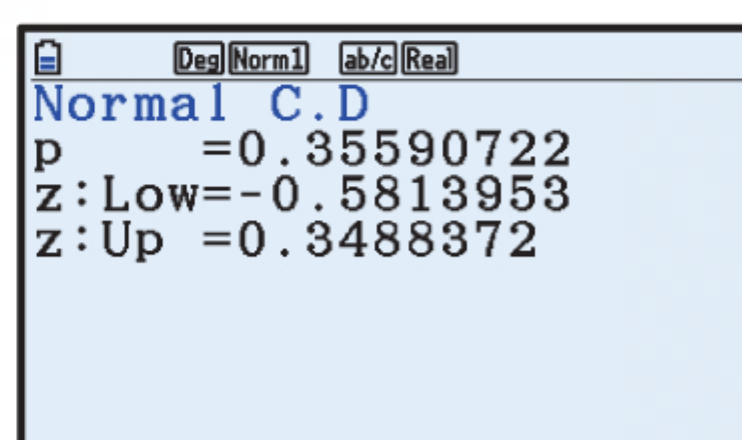 Deg Norm1 ab/c Real
Normal C.D
p =0.35590722
z:Low=-0.5813953
z:Up =0.3488372